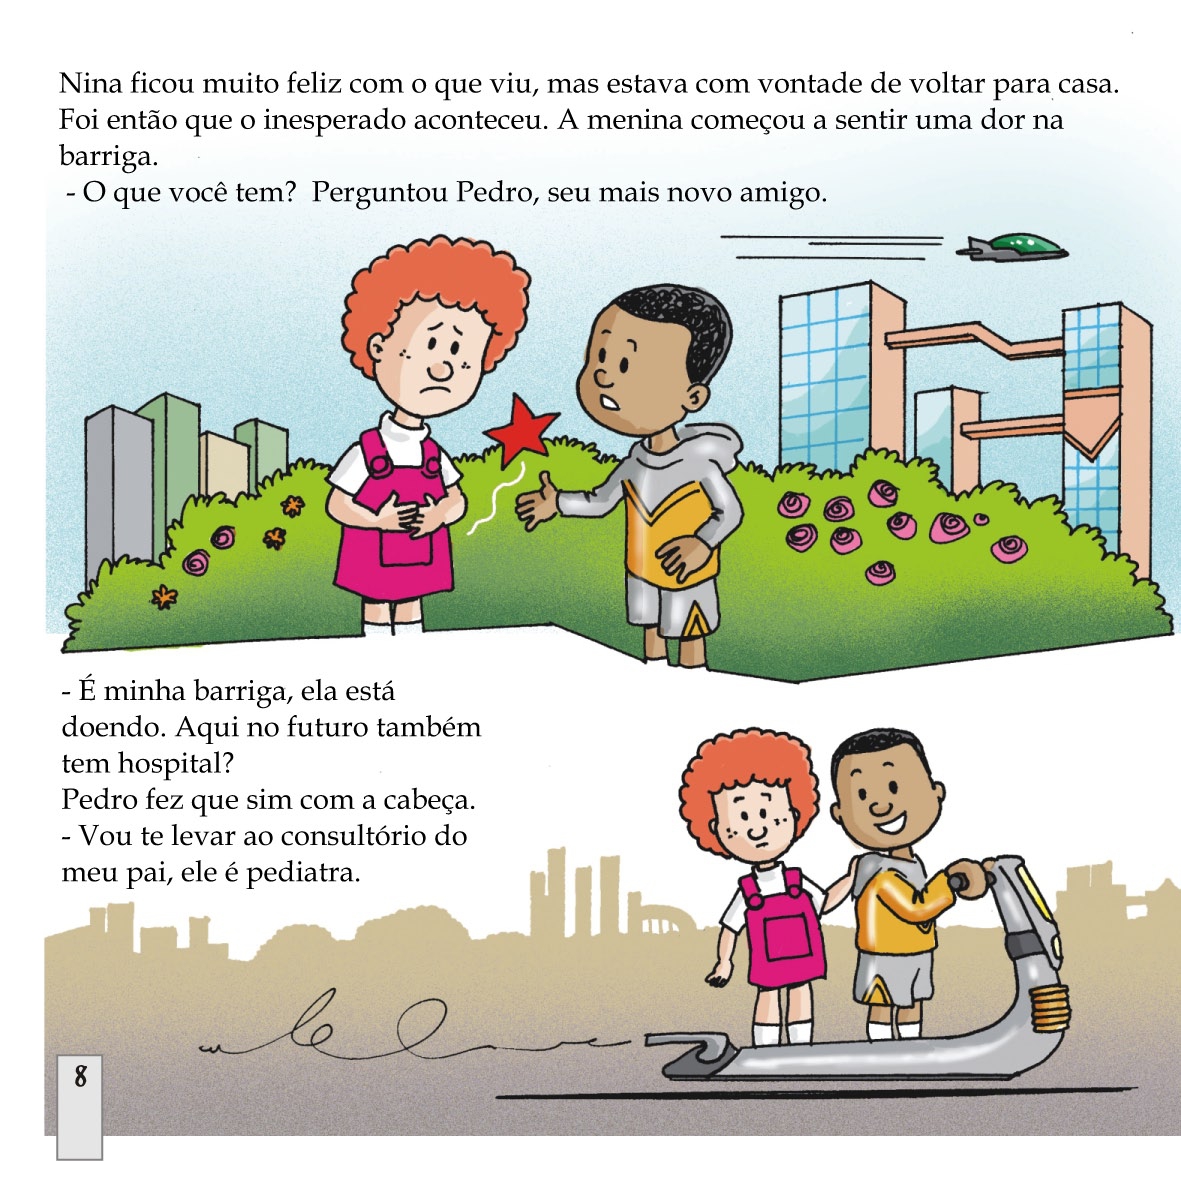 Nina ficou muito feliz com o que viu, mas estava com vontade de voltar para casa.
Foi então que o inesperado aconteceu. A menina começou a sentir uma dor na
barriga.
- O que você tem?  Perguntou Pedro, seu mais novo amigo.
- É minha barriga, ela está
doendo. Aqui no futuro também
tem hospital?
Pedro fez que sim com a cabeça.
- Vou te levar ao consultório do
meu pai, ele é pediatra.
8